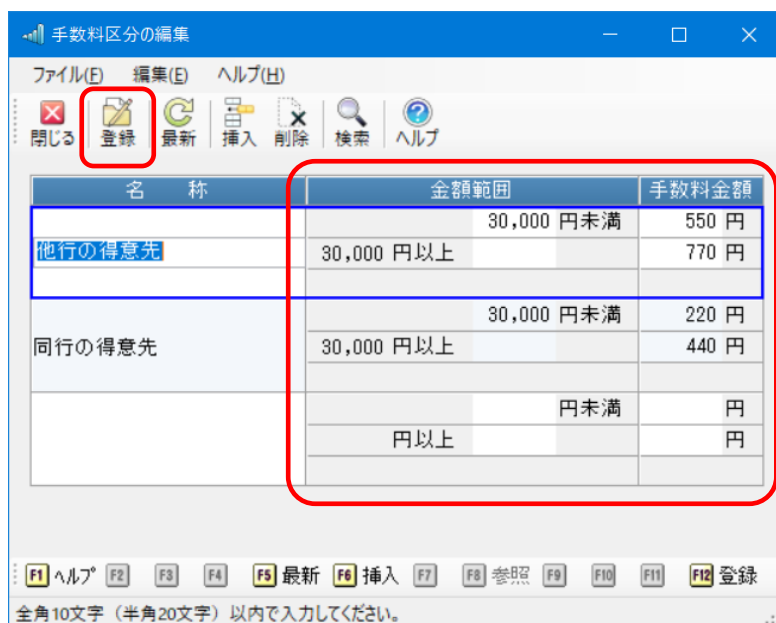 手数料区分の編集
ファイル(F) 編集(E) ヘルプ(H)
閉じる 登録 最新 挿入 削除 検索 ヘルプ
名 称 金額範囲 手数料金額
30,000 円未満 550 円
他行の得意先 30,000 円以上 770 円
30,000 円未満 220 円
同行の得意先 30,000 円以上 440 円
円未満 円
円以上 円
F1 ヘルプ F2 F3 F4 F5 最新 F6 挿入 F7 F8 参照 F9 F10 F11 F12 登録
全角10文字（半角20文字）以内で入力してください。